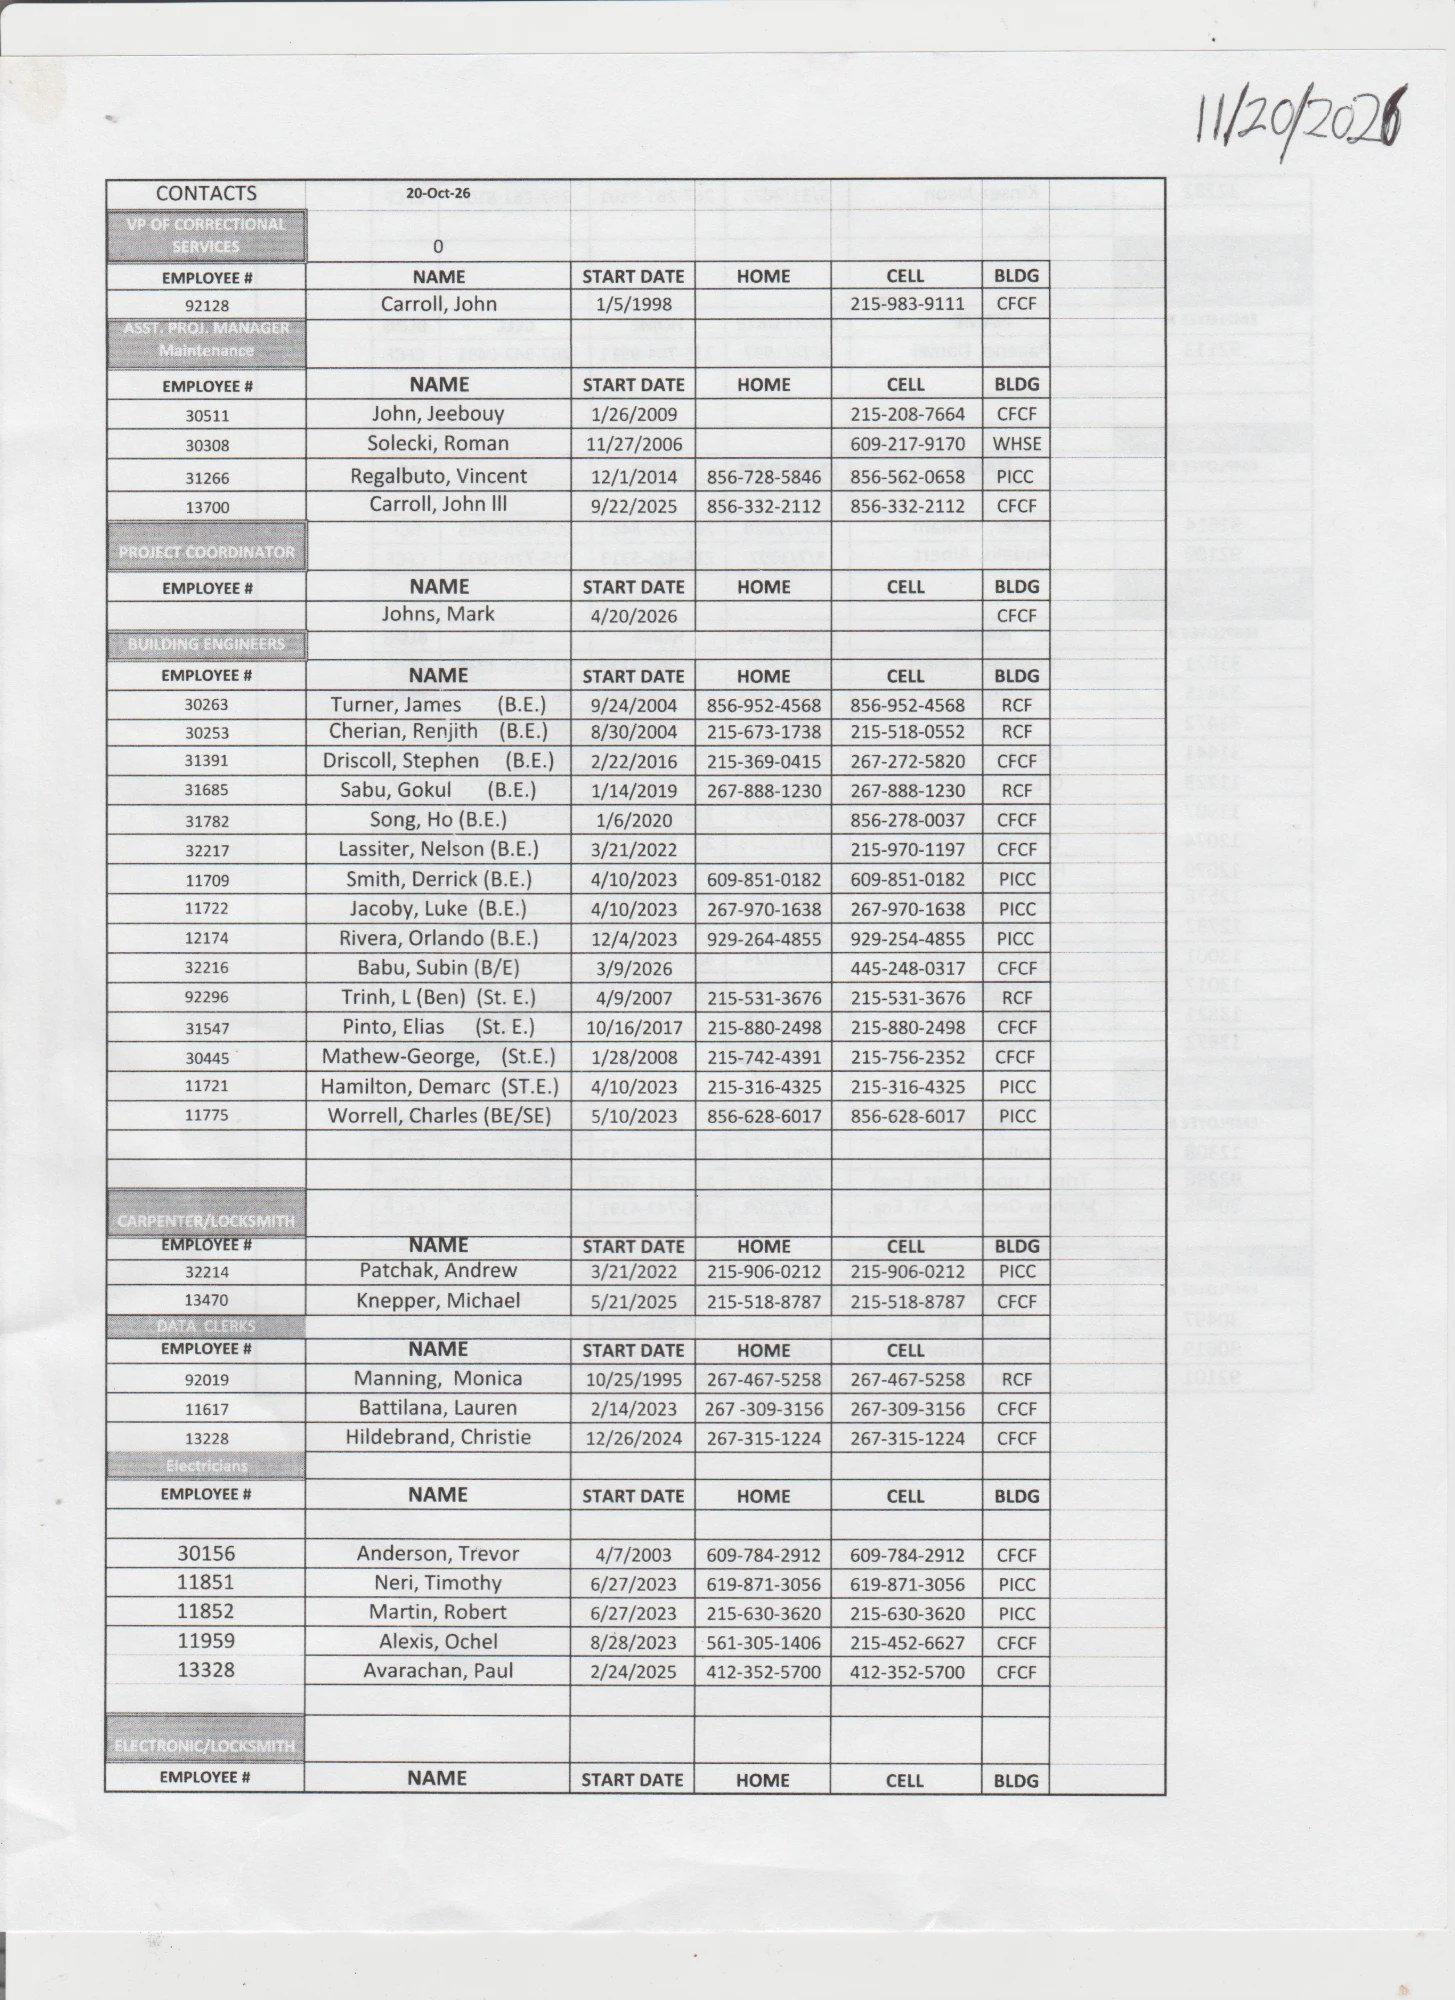 11/20/2026
CONTACTS 20-Oct-26
VP OF CORRECTIONAL
SERVICES 0
EMPLOYEE # NAME START DATE HOME CELL BLDG
92128 Carroll, John 1/5/1998 215-983-9111 CFCF
ASST. PROJ. MANAGER
Maintenance
EMPLOYEE # NAME START DATE HOME CELL BLDG
30511 John, Jeebouy 1/26/2009 215-208-7664 CFCF
30308 Solecki, Roman 11/27/2006 609-217-9170 WHSE
31266 Regalbuto, Vincent 12/1/2014 856-728-5846 856-562-0658 PICC
13700 Carroll, John lll 9/22/2025 856-332-2112 856-332-2112 CFCF
PROJECT COORDINATOR
EMPLOYEE # NAME START DATE HOME CELL BLDG
Johns, Mark 4/20/2026 CFCF
BUILDING ENGINEERS
EMPLOYEE # NAME START DATE HOME CELL BLDG
30263 Turner, James (B.E.) 9/24/2004 856-952-4568 856-952-4568 RCF
30253 Cherian, Renjith (B.E.) 8/30/2004 215-673-1738 215-518-0552 RCF
31391 Driscoll, Stephen (B.E.) 2/22/2016 215-369-0415 267-272-5820 CFCF
31685 Sabu, Gokul (B.E.) 1/14/2019 267-888-1230 267-888-1230 RCF
31782 Song, Ho (B.E.) 1/6/2020 856-278-0037 CFCF
32217 Lassiter, Nelson (B.E.) 3/21/2022 215-970-1197 CFCF
11709 Smith, Derrick (B.E.) 4/10/2023 609-851-0182 609-851-0182 PICC
11722 Jacoby, Luke (B.E.) 4/10/2023 267-970-1638 267-970-1638 PICC
12174 Rivera, Orlando (B.E.) 12/4/2023 929-264-4855 929-254-4855 PICC
32216 Babu, Subin (B/E) 3/9/2026 445-248-0317 CFCF
92296 Trinh, L (Ben) (St. E.) 4/9/2007 215-531-3676 215-531-3676 RCF
31547 Pinto, Elias (St. E.) 10/16/2017 215-880-2498 215-880-2498 CFCF
30445 Mathew-George, (St.E.) 1/28/2008 215-742-4391 215-756-2352 CFCF
11721 Hamilton, Demarc (ST.E.) 4/10/2023 215-316-4325 215-316-4325 PICC
11775 Worrell, Charles (BE/SE) 5/10/2023 856-628-6017 856-628-6017 PICC
CARPENTER/LOCKSMITH
EMPLOYEE # NAME START DATE HOME CELL BLDG
32214 Patchak, Andrew 3/21/2022 215-906-0212 215-906-0212 PICC
13470 Knepper, Michael 5/21/2025 215-518-8787 215-518-8787 CFCF
DATA CLERKS
EMPLOYEE # NAME START DATE HOME CELL
92019 Manning, Monica 10/25/1995 267-467-5258 267-467-5258 RCF
11617 Battilana, Lauren 2/14/2023 267 -309-3156 267-309-3156 CFCF
13228 Hildebrand, Christie 12/26/2024 267-315-1224 267-315-1224 CFCF
Electricians
EMPLOYEE # NAME START DATE HOME CELL BLDG
30156 Anderson, Trevor 4/7/2003 609-784-2912 609-784-2912 CFCF
11851 Neri, Timothy 6/27/2023 619-871-3056 619-871-3056 PICC
11852 Martin, Robert 6/27/2023 215-630-3620 215-630-3620 PICC
11959 Alexis, Ochel 8/28/2023 561-305-1406 215-452-6627 CFCF
13328 Avarachan, Paul 2/24/2025 412-352-5700 412-352-5700 CFCF
ELECTRONIC/LOCKSMITH
EMPLOYEE # NAME START DATE HOME CELL BLDG